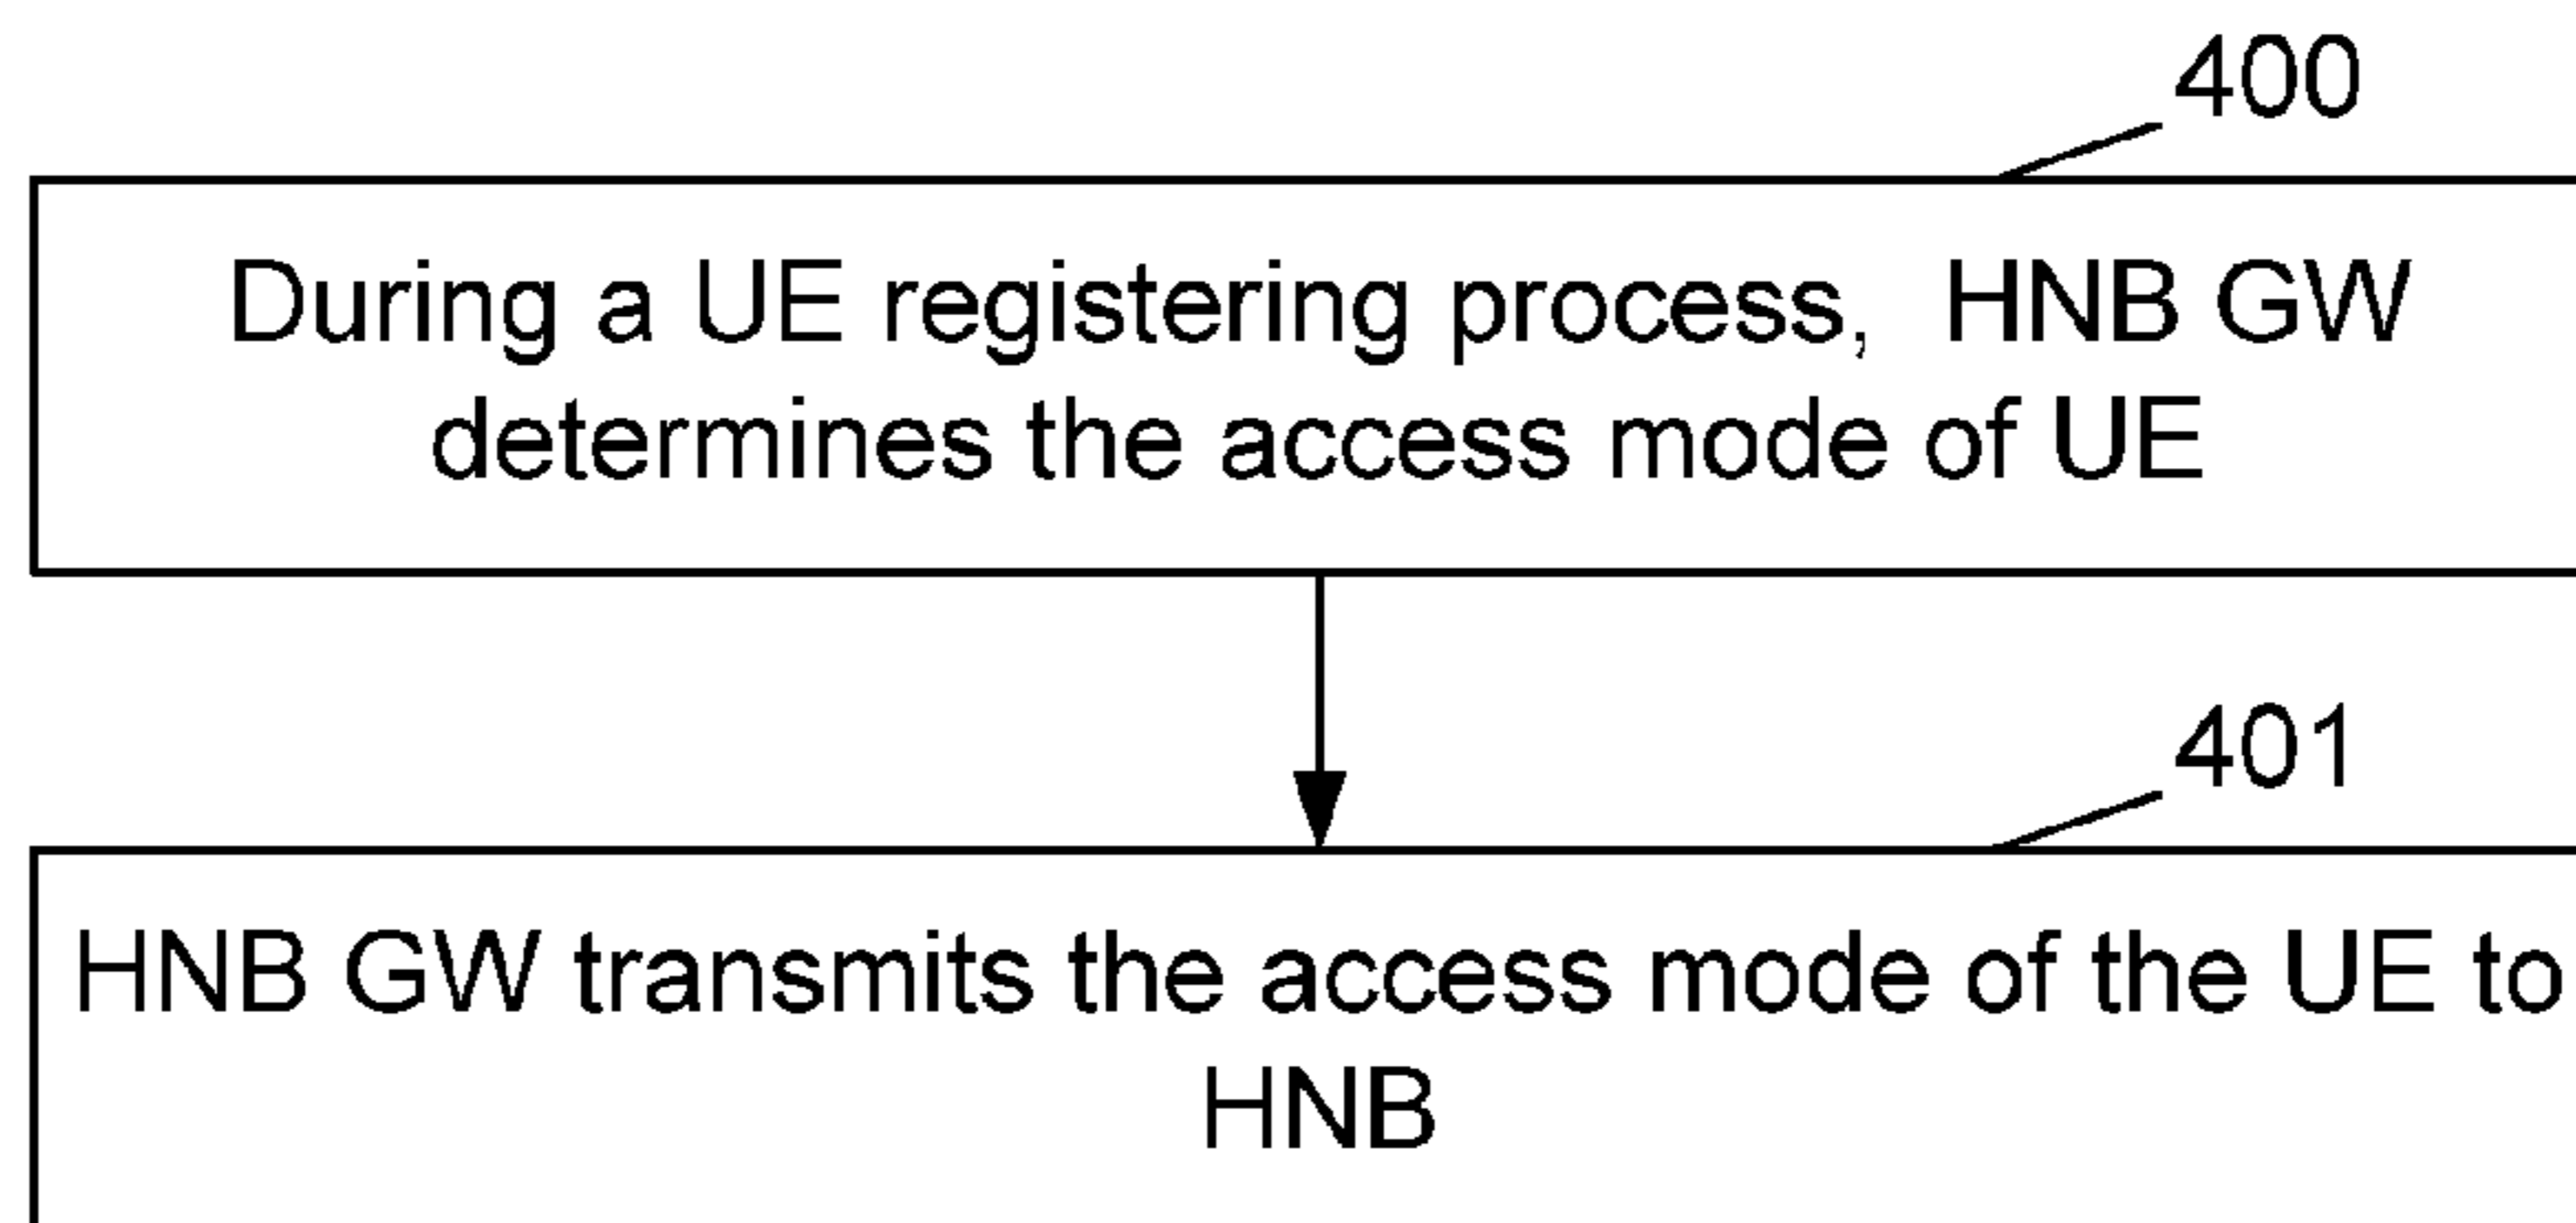 400
During a UE registering process, HNB GW
determines the access mode of UE
401
HNB GW transmits the access mode of the UE to
HNB